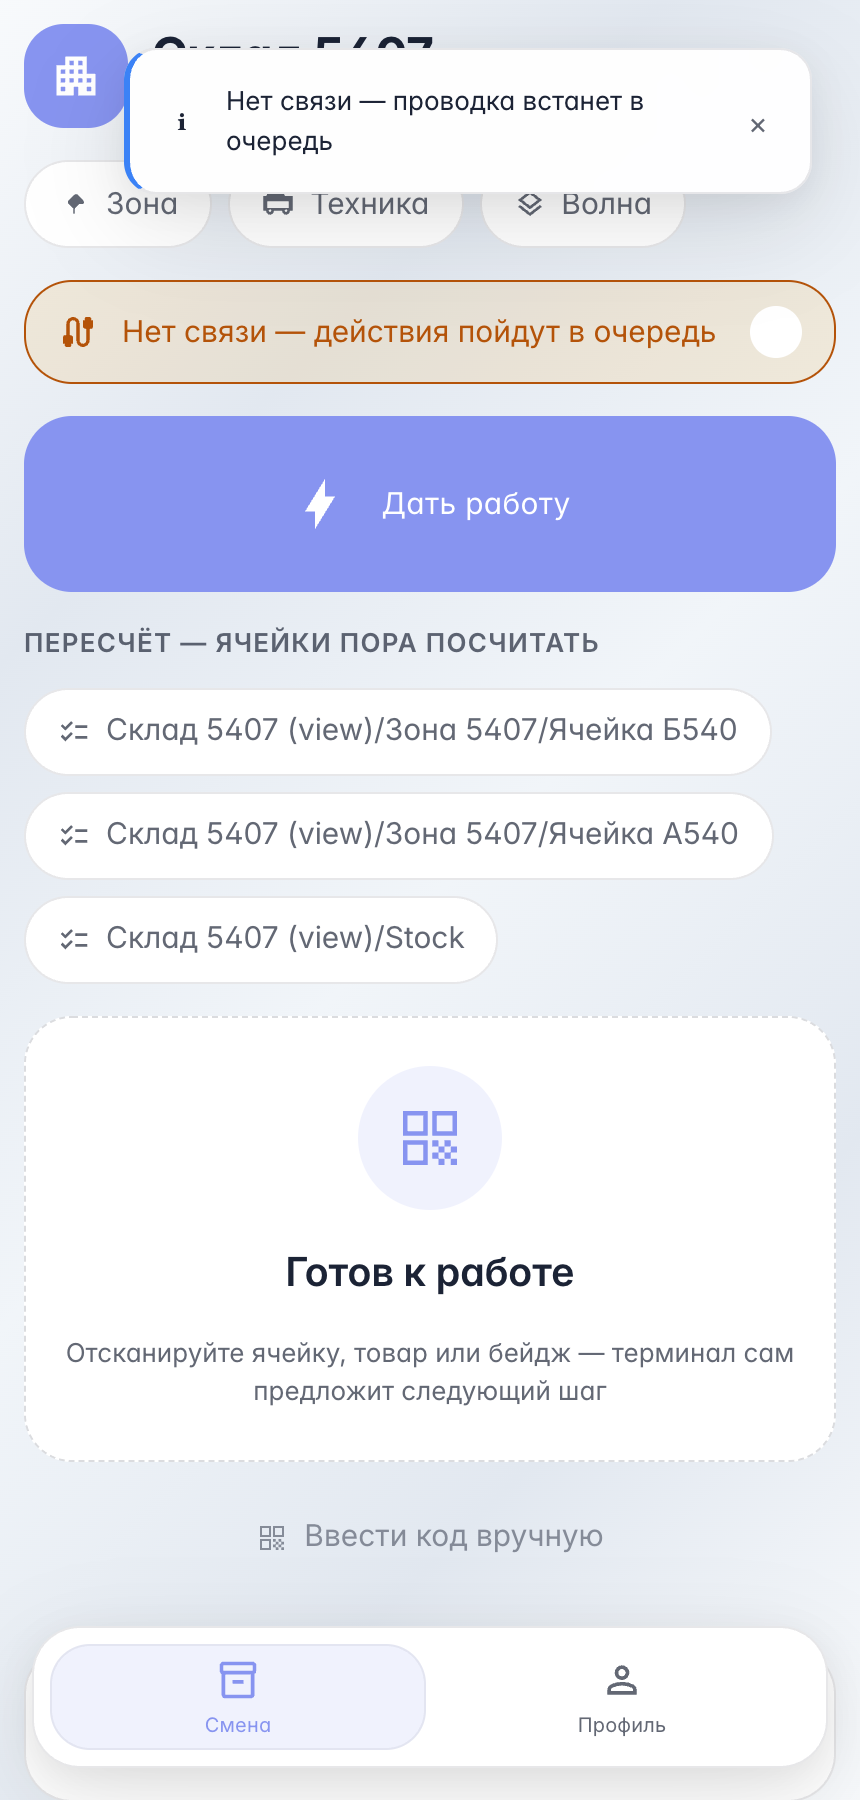 Склад 5407
Нет связи — проводка встанет в
очередь
Зона
Техника
Волна
Нет связи — действия пойдут в очередь
Дать работу
ПЕРЕСЧЁТ — ЯЧЕЙКИ ПОРА ПОСЧИТАТЬ
Склад 5407 (view)/Зона 5407/Ячейка Б540
Склад 5407 (view)/Зона 5407/Ячейка А540
Склад 5407 (view)/Stock
Готов к работе
Отсканируйте ячейку, товар или бейдж — терминал сам
предложит следующий шаг
Ввести код вручную
Смена
Профиль